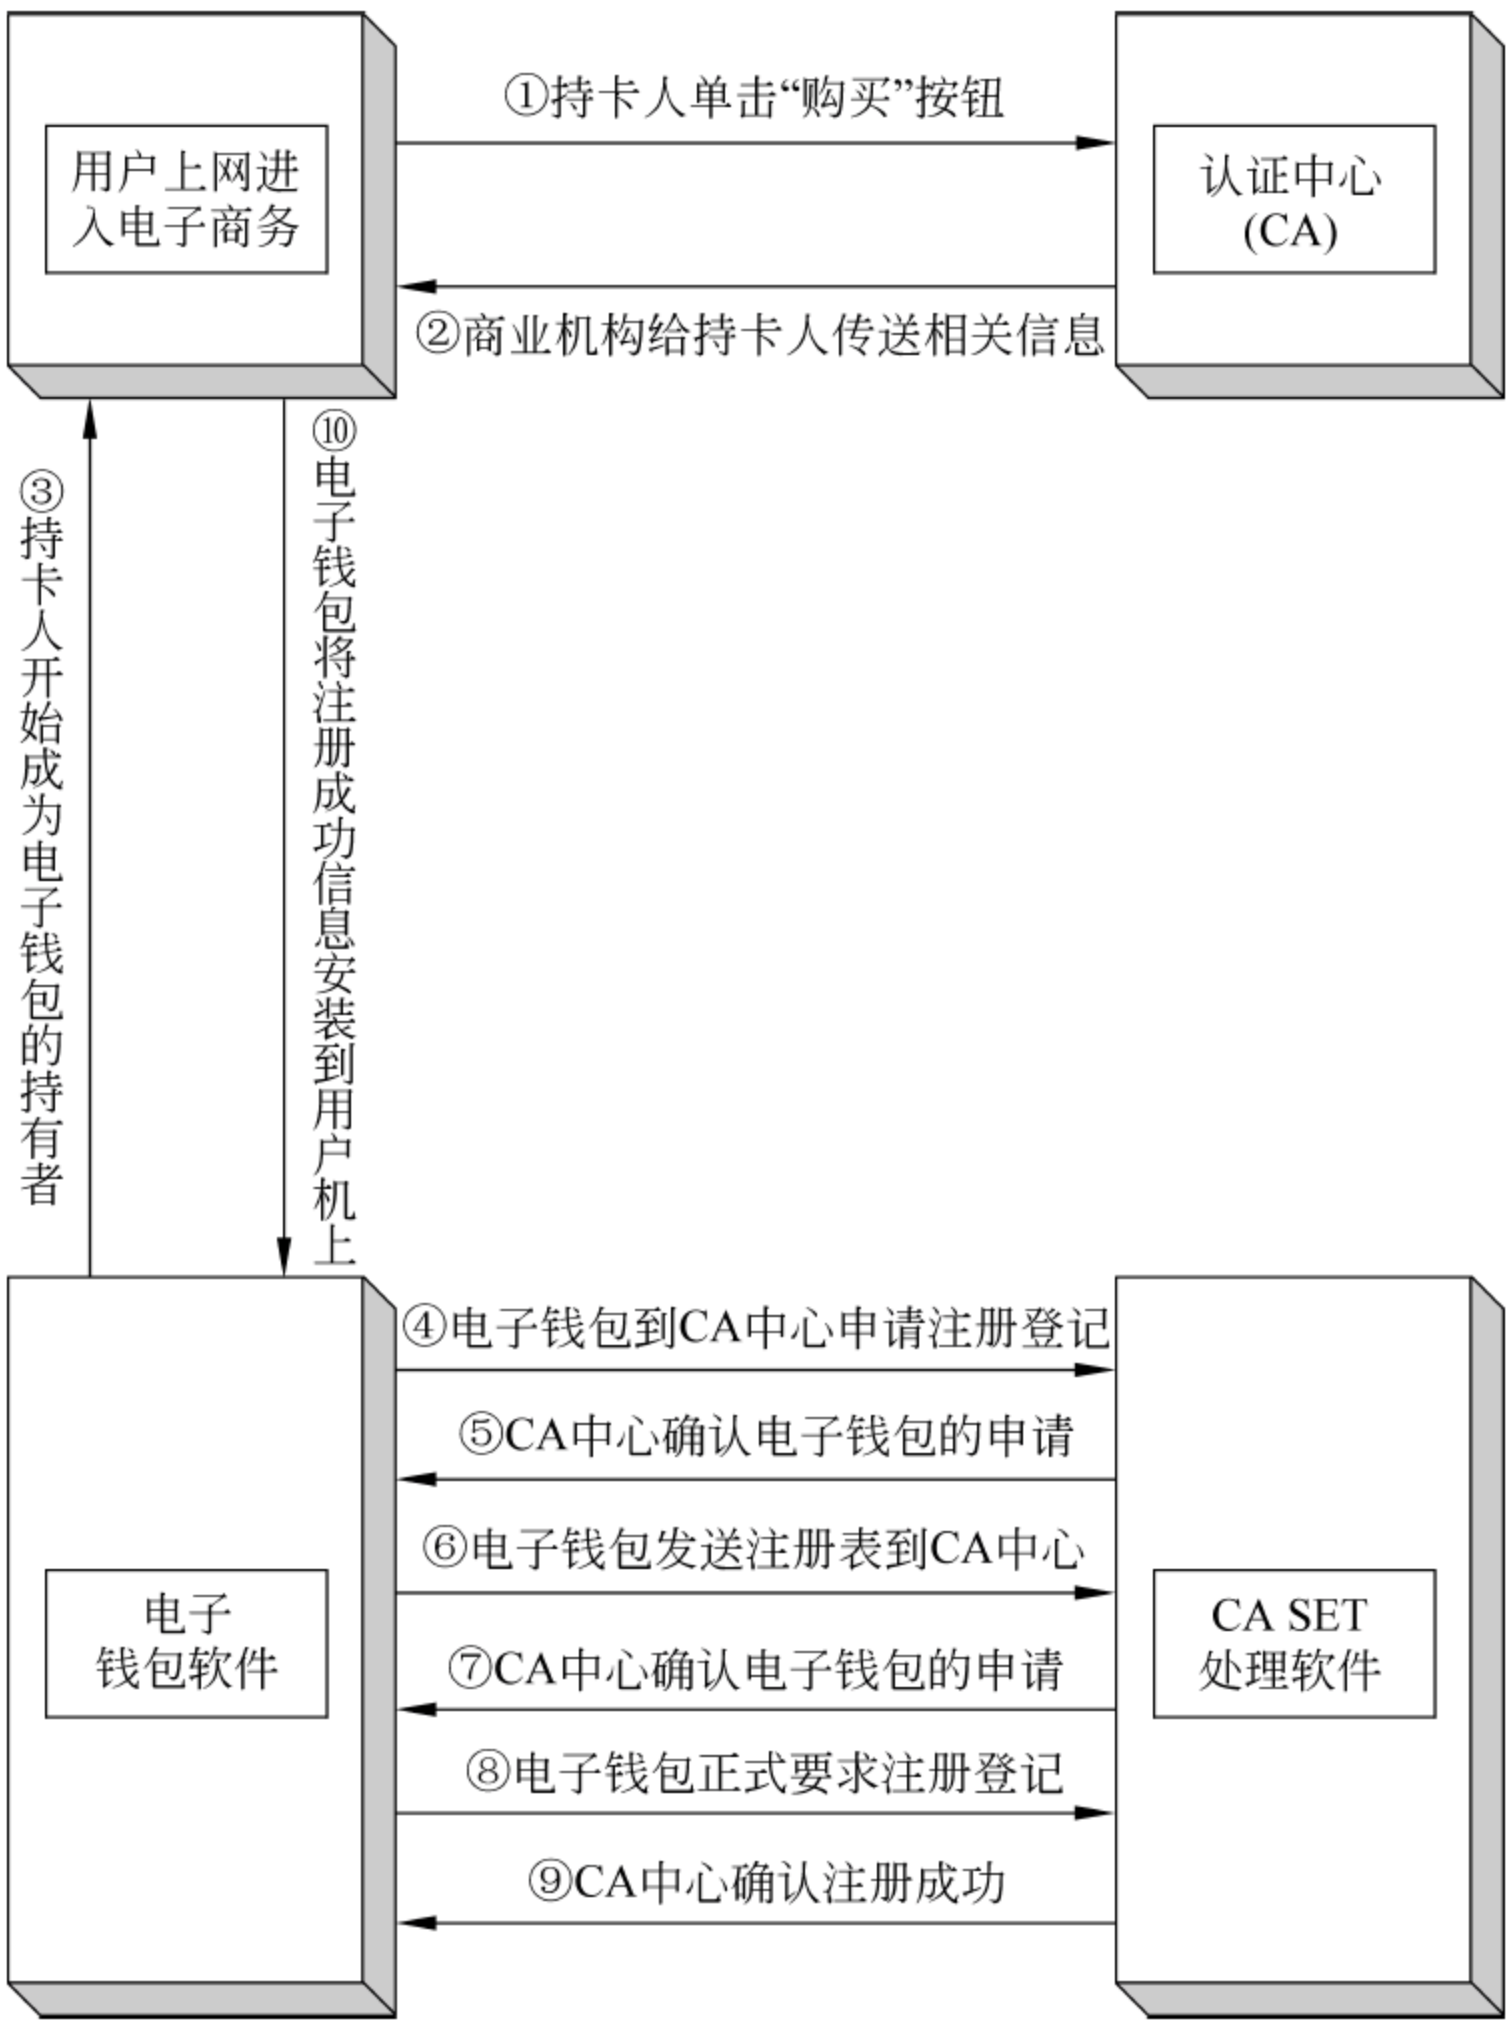 ①持卡人单击“购买”按钮
用户上网进
入电子商务
认证中心
(CA)
②商业机构给持卡人传送相关信息
③持卡人开始成为电子钱包的持有者
⑩电子钱包将注册成功信息安装到用户机上
④电子钱包到CA中心申请注册登记
⑤CA中心确认电子钱包的申请
⑥电子钱包发送注册表到CA中心
电子
钱包软件
CA SET
处理软件
⑦CA中心确认电子钱包的申请
⑧电子钱包正式要求注册登记
⑨CA中心确认注册成功